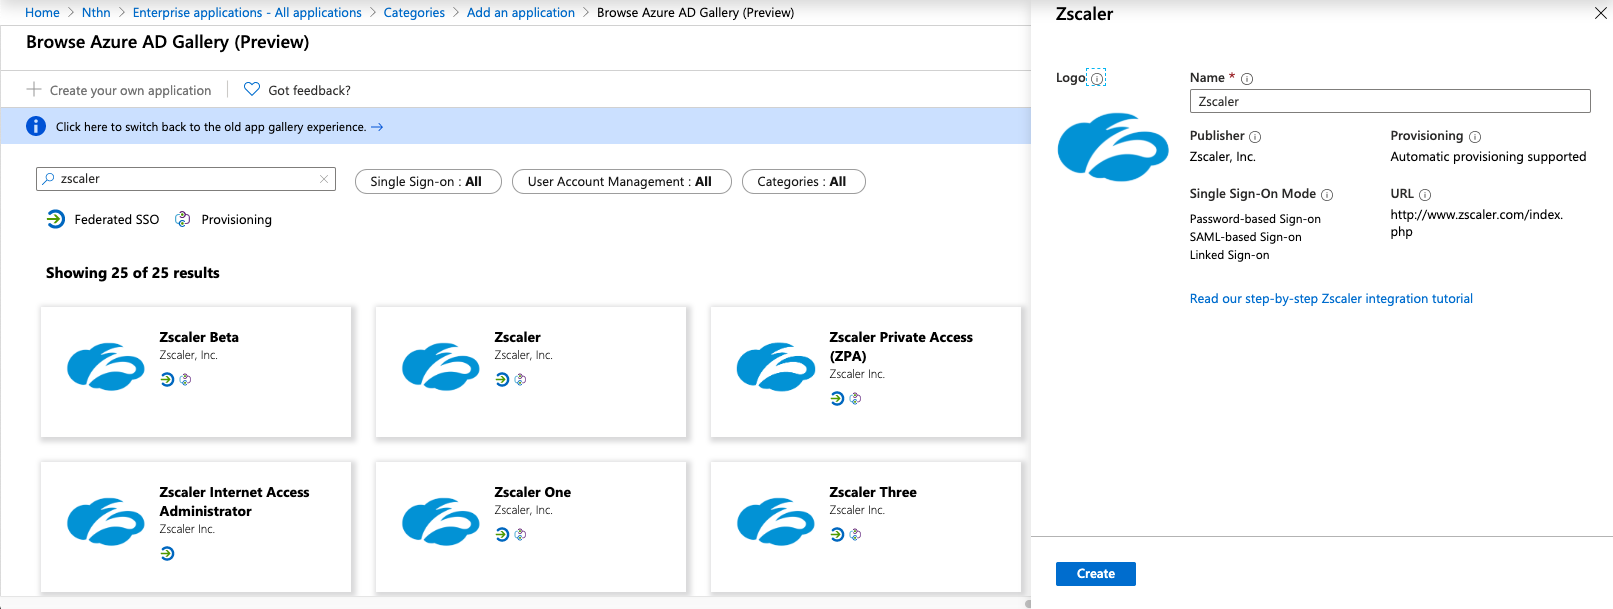 Home > Nthn > Enterprise applications - All applications > Categories > Add an application > Browse Azure AD Gallery (Preview)
Browse Azure AD Gallery (Preview)
Create your own application
Got feedback?
Click here to switch back to the old app gallery experience. →
zscaler
Single Sign-on : All
User Account Management : All
Categories : All
Federated SSO
Provisioning
Showing 25 of 25 results
Zscaler Beta
Zscaler, Inc.
Zscaler
Zscaler, Inc.
Zscaler Private Access
(ZPA)
Zscaler Inc.
Zscaler Internet Access
Administrator
Zscaler Inc.
Zscaler One
Zscaler, Inc.
Zscaler Three
Zscaler Inc.
Zscaler
Logo
Name *
Zscaler
Publisher
Zscaler, Inc.
Provisioning
Automatic provisioning supported
Single Sign-On Mode
Password-based Sign-on
SAML-based Sign-on
Linked Sign-on
URL
http://www.zscaler.com/index.
php
Read our step-by-step Zscaler integration tutorial
Create